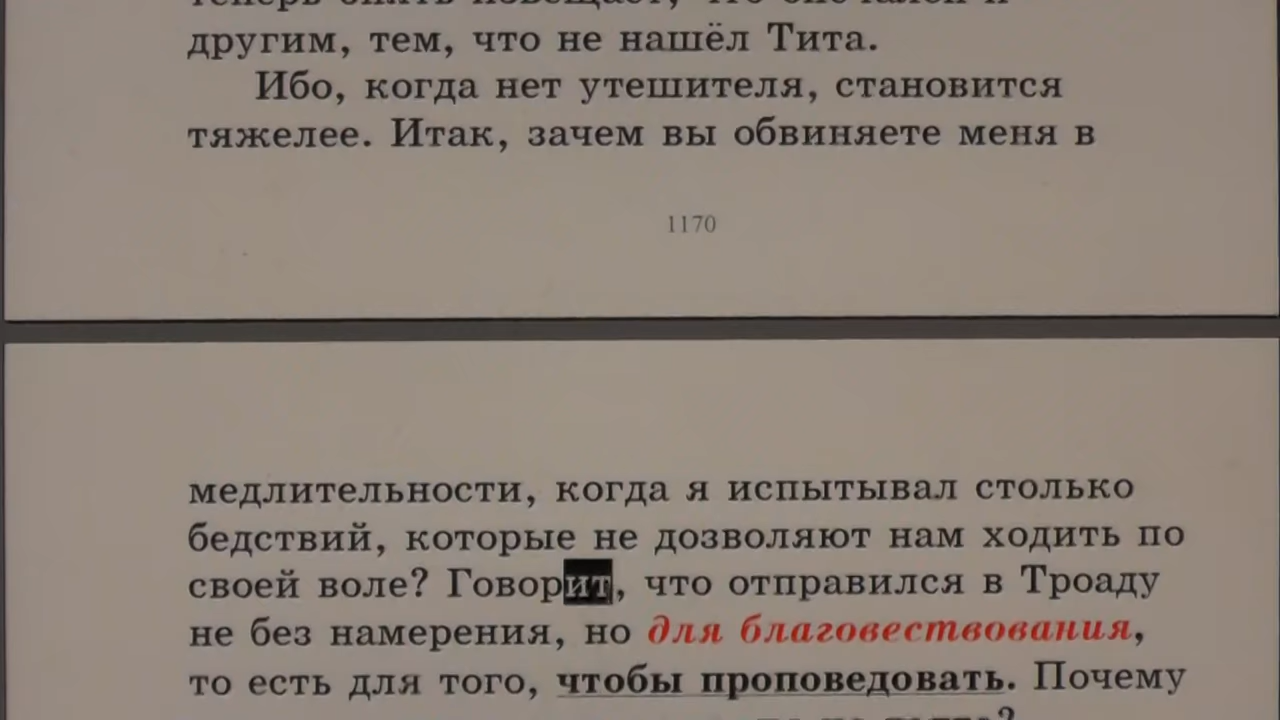 другим, тем, что не нашёл Тита.
Ибо, когда нет утешителя, становится
тяжелее. Итак, зачем вы обвиняете меня в
1170
медлительности, когда я испытывал столько
бедствий, которые не дозволяют нам ходить по
своей воле? Говорит, что отправился в Троаду
не без намерения, но для благовествования,
то есть для того, чтобы проповедовать. Почему